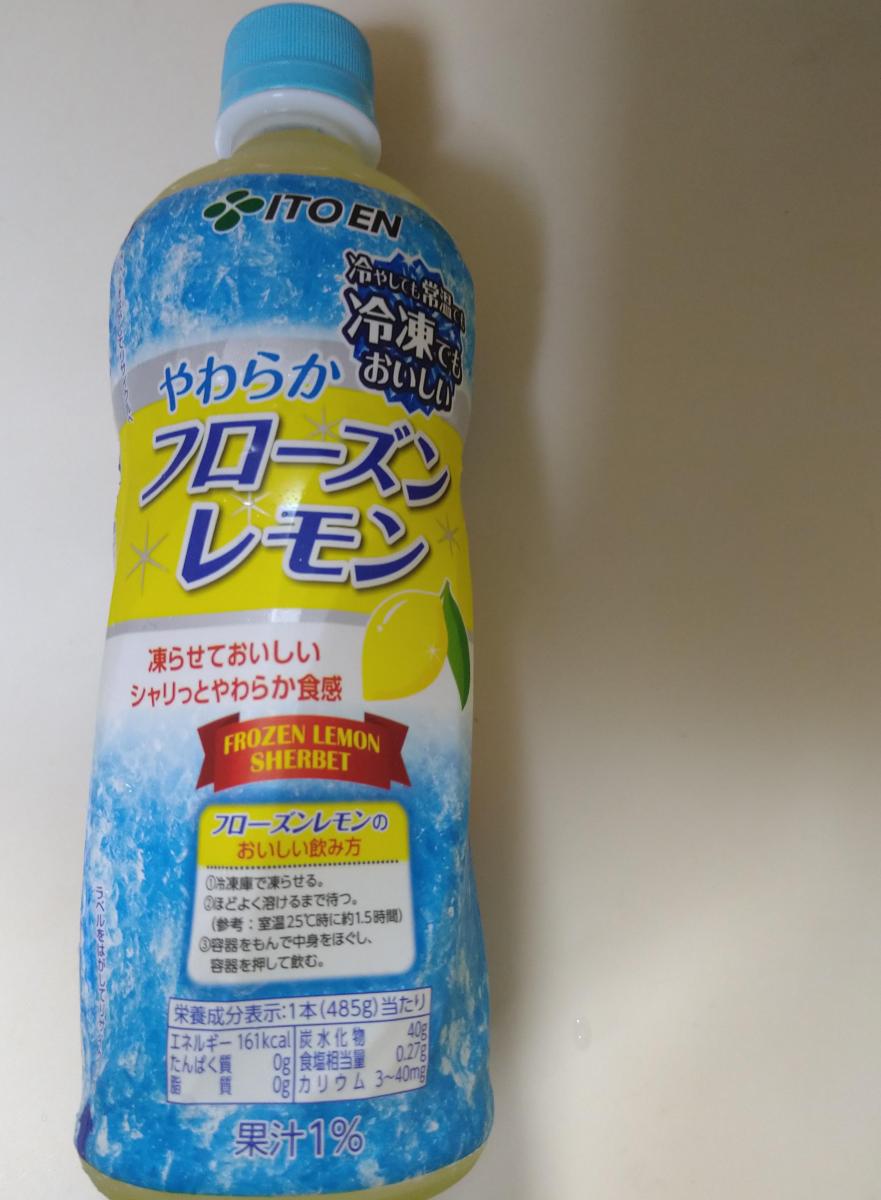 ITO EN
冷やしても常温でも
冷凍でも
おいしい
やわらか
フローズン
レモン
凍らせておいしい
シャリっとやわらか食感
FROZEN LEMON
SHERBET
フローズンレモンの
おいしい飲み方
①冷凍庫で凍らせる。
②ほどよく溶けるまで待つ。
(参考:室温25℃時に約1.5時間)
③容器をもんで中身をほぐし、
容器を押して飲む。
栄養成分表示:1本(485g)当たり
エネルギー 161kcal 炭水化物 40g
たんぱく質 0g 食塩相当量 0.27g
脂質 0g カリウム 3~40mg
果汁1%
ラベルをはがして